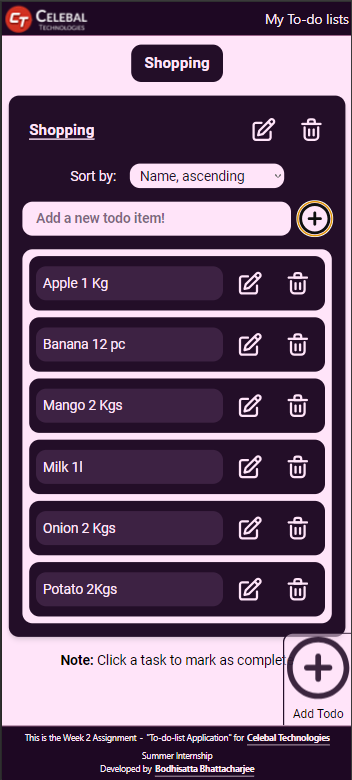 CT CELEBAL
TECHNOLOGIES
My To-do lists
Shopping
Shopping
Sort by: Name, ascending
Add a new todo item!
Apple 1 Kg
Banana 12 pc
Mango 2 Kgs
Milk 1l
Onion 2 Kgs
Potato 2Kgs
Note: Click a task to mark as complet
Add Todo
This is the Week 2 Assignment - "To-do-list Application" for Celebal Technologies
Summer Internship
Developed by Bodhisatta Bhattacharjee